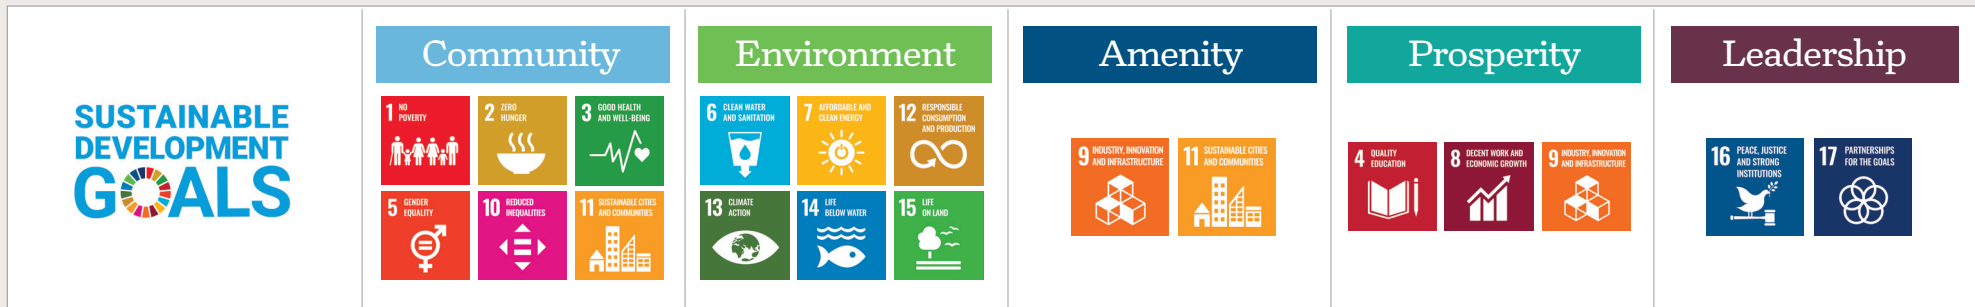 SUSTAINABLE
DEVELOPMENT
GOALS
Community
1 NO
POVERTY
2 ZERO
HUNGER
3 GOOD HEALTH
AND WELL-BEING
5 GENDER
EQUALITY
10 REDUCED
INEQUALITIES
11 SUSTAINABLE CITIES
AND COMMUNITIES
Environment
6 CLEAN WATER
AND SANITATION
7 AFFORDABLE AND
CLEAN ENERGY
12 RESPONSIBLE
CONSUMPTION
AND PRODUCTION
13 CLIMATE
ACTION
14 LIFE
BELOW WATER
15 LIFE
ON LAND
Amenity
9 INDUSTRY, INNOVATION
AND INFRASTRUCTURE
11 SUSTAINABLE CITIES
AND COMMUNITIES
Prosperity
4 QUALITY
EDUCATION
8 DECENT WORK AND
ECONOMIC GROWTH
9 INDUSTRY, INNOVATION
AND INFRASTRUCTURE
Leadership
16 PEACE, JUSTICE
AND STRONG
INSTITUTIONS
17 PARTNERSHIPS
FOR THE GOALS